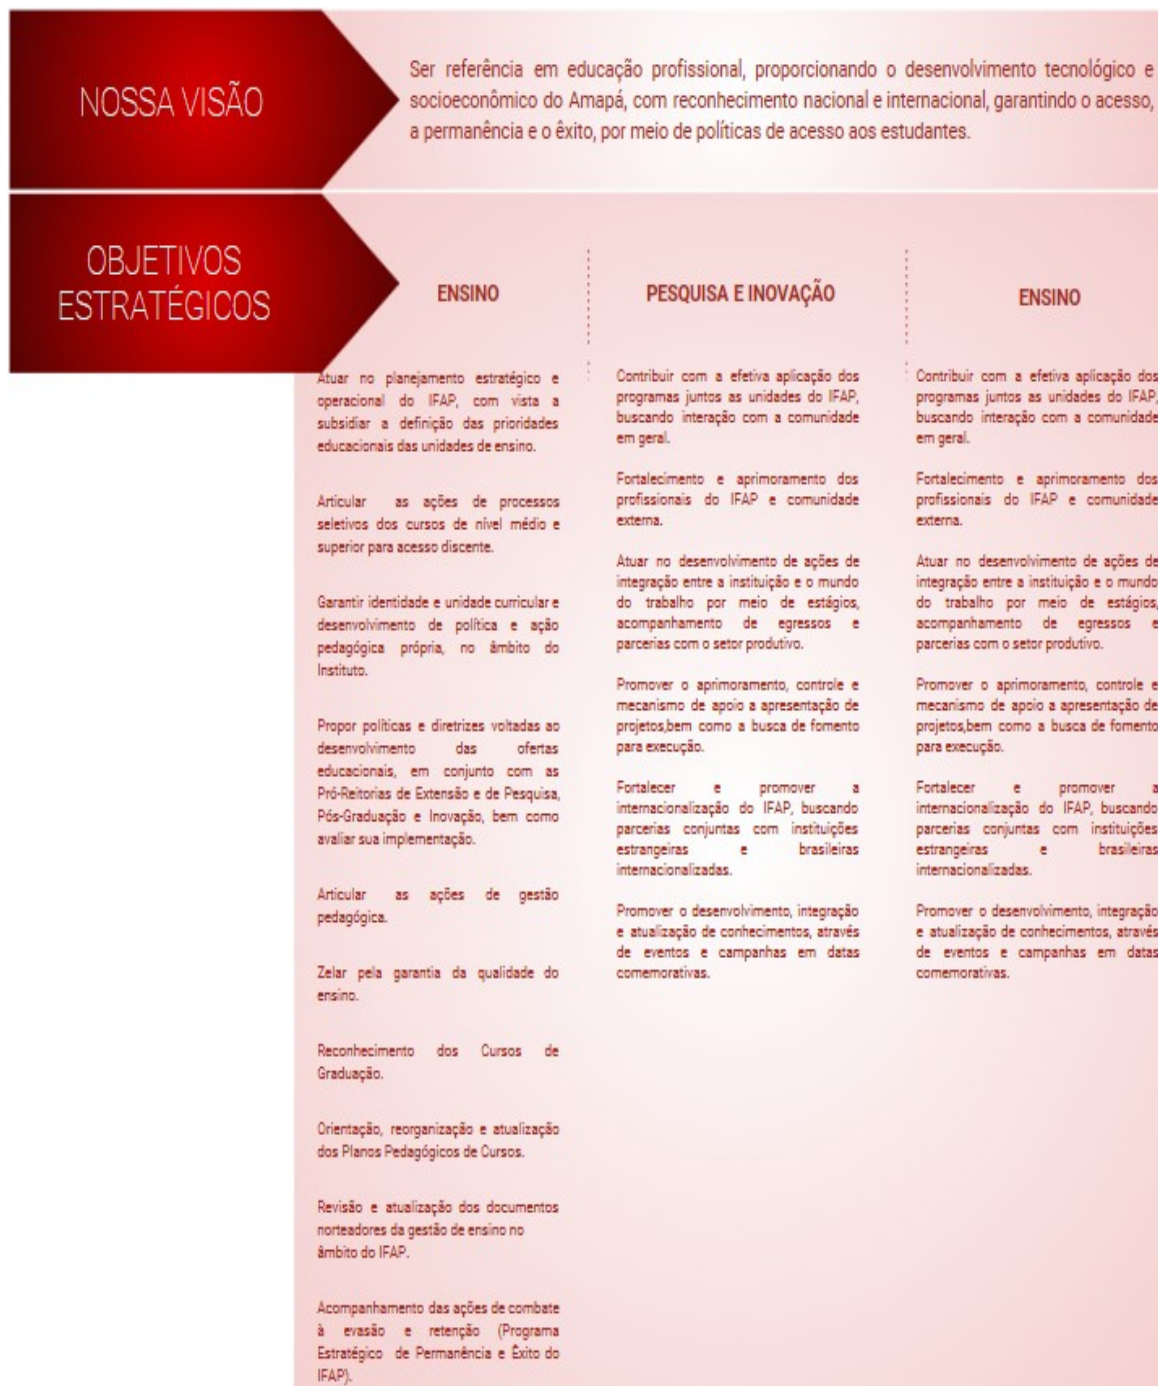 NOSSA VISÃO
Ser referência em educação profissional, proporcionando o desenvolvimento tecnológico e
socioeconômico do Amapá, com reconhecimento nacional e internacional, garantindo o acesso,
a permanência e o êxito, por meio de políticas de acesso aos estudantes.
OBJETIVOS
ESTRATÉGICOS
ENSINO
Atuar no planejamento estratégico e
operacional do IFAP, com vista a
subsidiar a definição das prioridades
educacionais das unidades de ensino.
Articular as ações de processos
seletivos dos cursos de nível médio e
superior para acesso discente.
Garantir identidade e unidade curricular e
desenvolvimento de política e ação
pedagógica própria, no âmbito do
Instituto.
Propor políticas e diretrizes voltadas ao
desenvolvimento das ofertas
educacionais, em conjunto com as
Pró-Reitorias de Extensão e de Pesquisa,
Pós-Graduação e Inovação, bem como
avaliar sua implementação.
Articular as ações de gestão
pedagógica.
Zelar pela garantia da qualidade do
ensino.
Reconhecimento dos Cursos de
Graduação.
Orientação, reorganização e atualização
dos Planos Pedagógicos de Cursos.
Revisão e atualização dos documentos
norteadores da gestão de ensino no
âmbito do IFAP.
Acompanhamento das ações de combate
à evasão e retenção (Programa
Estratégico de Permanência e Êxito do
IFAP).
PESQUISA E INOVAÇÃO
Contribuir com a efetiva aplicação dos
programas juntos as unidades do IFAP,
buscando interação com a comunidade
em geral.
Fortalecimento e aprimoramento dos
profissionais do IFAP e comunidade
externa.
Atuar no desenvolvimento de ações de
integração entre a instituição e o mundo
do trabalho por meio de estágios,
acompanhamento de egressos e
parcerias com o setor produtivo.
Promover o aprimoramento, controle e
mecanismo de apoio a apresentação de
projetos,bem como a busca de fomento
para execução.
Fortalecer e promover a
internacionalização do IFAP, buscando
parcerias conjuntas com instituições
estrangeiras e brasileiras
internacionalizadas.
Promover o desenvolvimento, integração
e atualização de conhecimentos, através
de eventos e campanhas em datas
comemorativas.
ENSINO
Contribuir com a efetiva aplicação dos
programas juntos as unidades do IFAP,
buscando interação com a comunidade
em geral.
Fortalecimento e aprimoramento dos
profissionais do IFAP e comunidade
externa.
Atuar no desenvolvimento de ações de
integração entre a instituição e o mundo
do trabalho por meio de estágios,
acompanhamento de egressos e
parcerias com o setor produtivo.
Promover o aprimoramento, controle e
mecanismo de apoio a apresentação de
projetos,bem como a busca de fomento
para execução.
Fortalecer e promover a
internacionalização do IFAP, buscando
parcerias conjuntas com instituições
estrangeiras e brasileiras
internacionalizadas.
Promover o desenvolvimento, integração
e atualização de conhecimentos, através
de eventos e campanhas em datas
comemorativas.